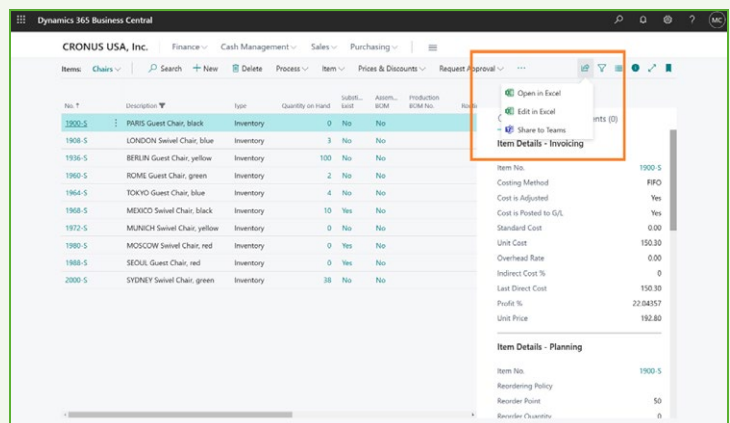 Dynamics 365 Business Central
? MC
CRONUS USA, Inc. Finance Cash Management Sales Purchasing
Items: Chairs Search + New Delete Process Item Prices & Discounts Request Approval ...
Open in Excel
Edit in Excel
Share to Teams
No. ↑ Description Type Quantity on Hand Substi... Exist Assem... BOM Production BOM No.
1900-S PARIS Guest Chair, black Inventory 0 No No
1908-S LONDON Swivel Chair, blue Inventory 3 No No
1936-S BERLIN Guest Chair, yellow Inventory 100 No No
1960-S ROME Guest Chair, green Inventory 2 No No
1964-S TOKYO Guest Chair, blue Inventory 4 No No
1968-S MEXICO Swivel Chair, black Inventory 10 Yes No
1972-S MUNICH Swivel Chair, yellow Inventory 0 No No
1980-S MOSCOW Swivel Chair, red Inventory 0 Yes No
1988-S SEOUL Guest Chair, red Inventory 0 Yes No
2000-S SYDNEY Swivel Chair, green Inventory 38 No No
(0)
Item Details - Invoicing
Item No. 1900-S
Costing Method FIFO
Cost is Adjusted Yes
Cost is Posted to G/L Yes
Standard Cost 0.00
Unit Cost 150.30
Overhead Rate 0.00
Indirect Cost % 0
Last Direct Cost 150.30
Profit % 22.04357
Unit Price 192.80
Item Details - Planning
Item No. 1900-S
Reordering Policy
Reorder Point 50
Reorder Quantity 0